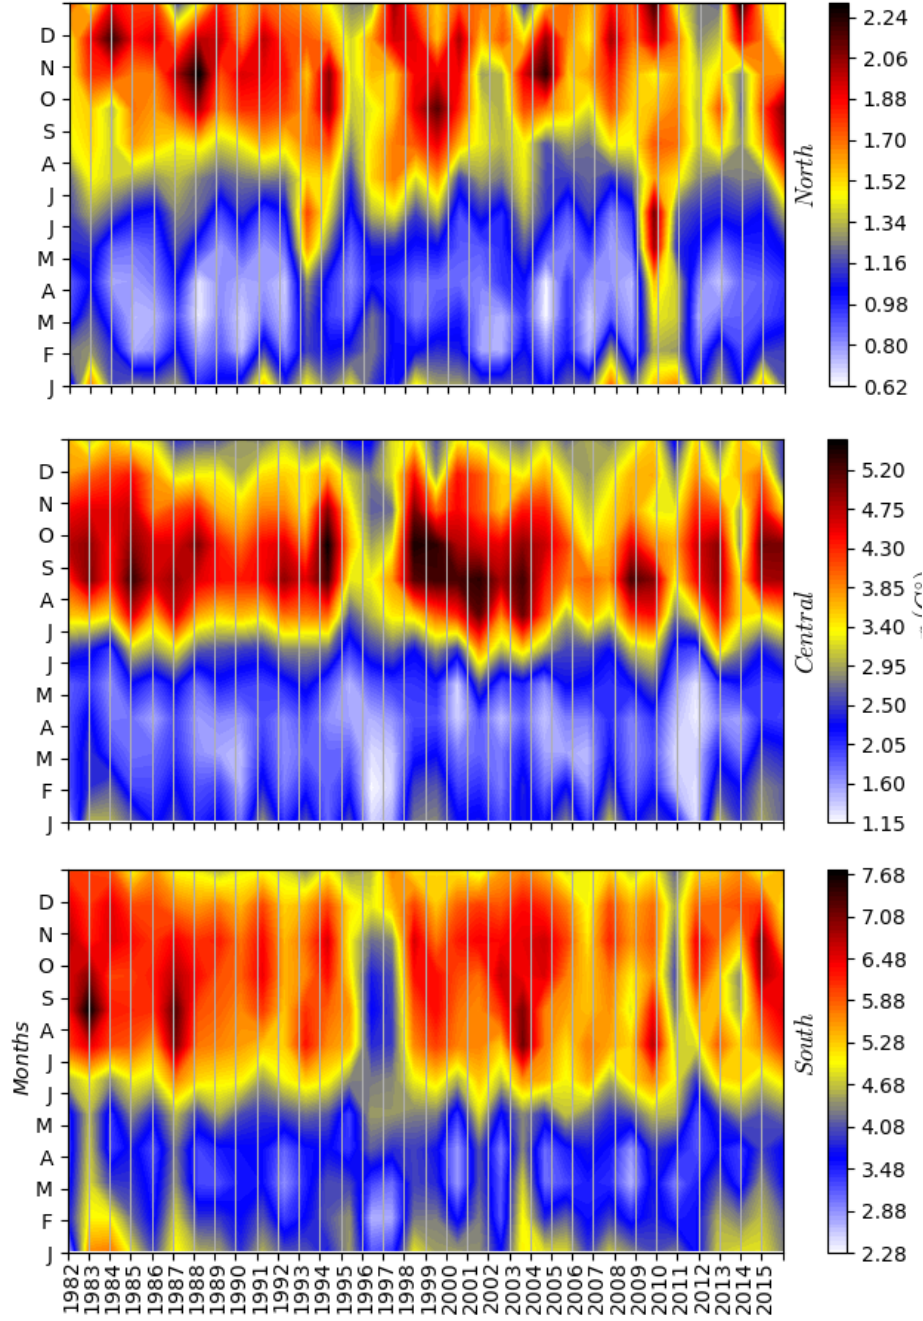 D
N
O
S
A
J
J
M
A
M
F
J
2.24
2.06
1.88
1.70
1.52
1.34
1.16
0.98
0.80
0.62
North
D
N
O
S
A
J
J
M
A
M
F
J
5.20
4.75
4.30
3.85
3.40
2.95
2.50
2.05
1.60
1.15
Central
D
N
O
S
A
J
J
M
A
M
F
J
Months
7.68
7.08
6.48
5.88
5.28
4.68
4.08
3.48
2.88
2.28
South
1982
1983
1984
1985
1986
1987
1988
1989
1990
1991
1992
1993
1994
1995
1996
1997
1998
1999
2000
2001
2002
2003
2004
2005
2006
2007
2008
2009
2010
2011
2012
2013
2014
2015